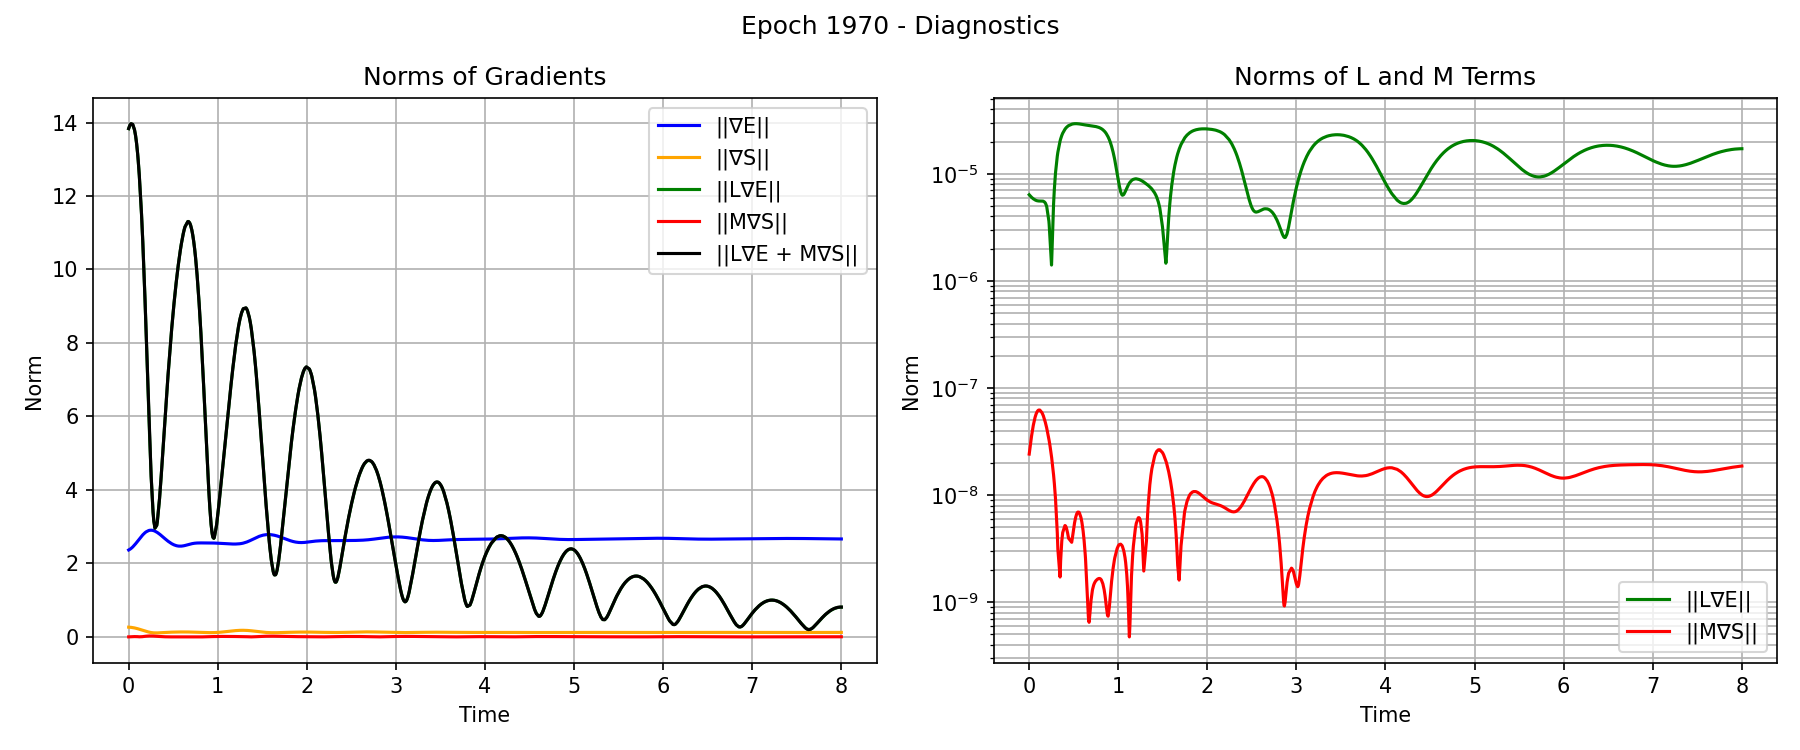 Epoch 1970 - Diagnostics
Norms of Gradients
Norm
14
12
10
8
6
4
2
0
||∇E||
||∇S||
||L∇E||
||M∇S||
||L∇E + M∇S||
0 1 2 3 4 5 6 7 8
Time
Norms of L and M Terms
Norm
10⁻⁵
10⁻⁶
10⁻⁷
10⁻⁸
10⁻⁹
||L∇E||
||M∇S||
0 1 2 3 4 5 6 7 8
Time